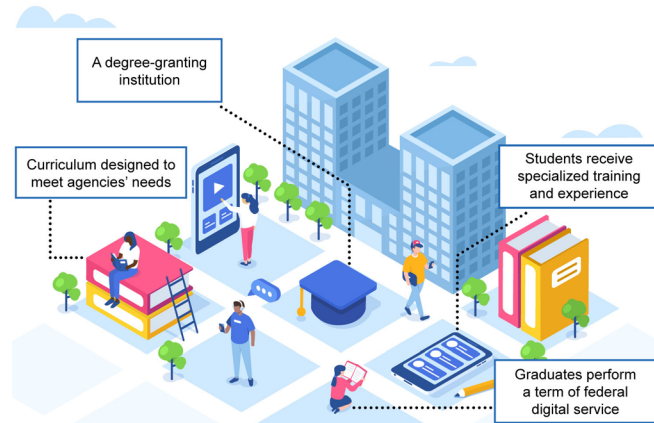 A degree-granting
institution
Curriculum designed to
meet agencies’ needs
Students receive
specialized training
and experience
Graduates perform
a term of federal
digital service